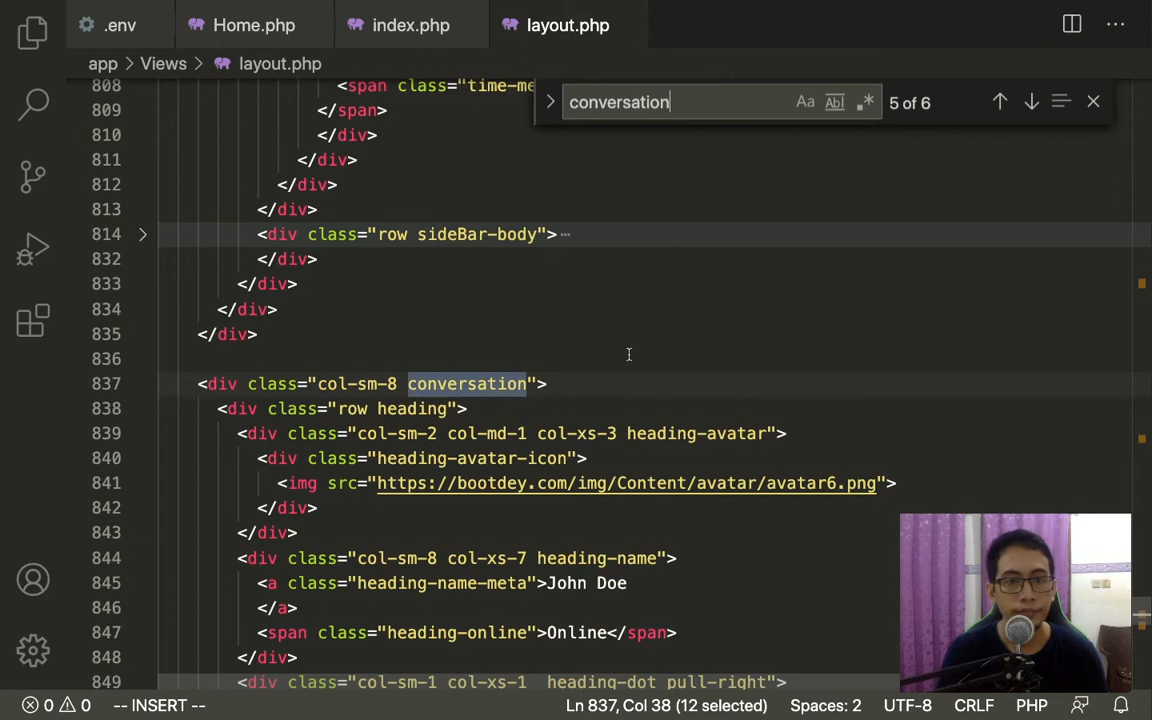 .env Home.php index.php layout.php ···
app > Views > layout.php
conversation Aa Abl .* 5 of 6
808 <span class="time-me
809 </span>
810 </div>
811 </div>
812 </div>
813 </div>
814 <div class="row sideBar-body">···
832 </div>
833 </div>
834 </div>
835 </div>
836
837 <div class="col-sm-8 conversation">
838 <div class="row heading">
839 <div class="col-sm-2 col-md-1 col-xs-3 heading-avatar">
840 <div class="heading-avatar-icon">
841 <img src="https://bootdey.com/img/Content/avatar/avatar6.png">
842 </div>
843 </div>
844 <div class="col-sm-8 col-xs-7 heading-name">
845 <a class="heading-name-meta">John Doe
846 </a>
847 <span class="heading-online">Online</span>
848 </div>
849 <div class="col-sm-1 col-xs-1  heading-dot pull-right">
0 0 -- INSERT -- Ln 837, Col 38 (12 selected) Spaces: 2 UTF-8 CRLF PHP